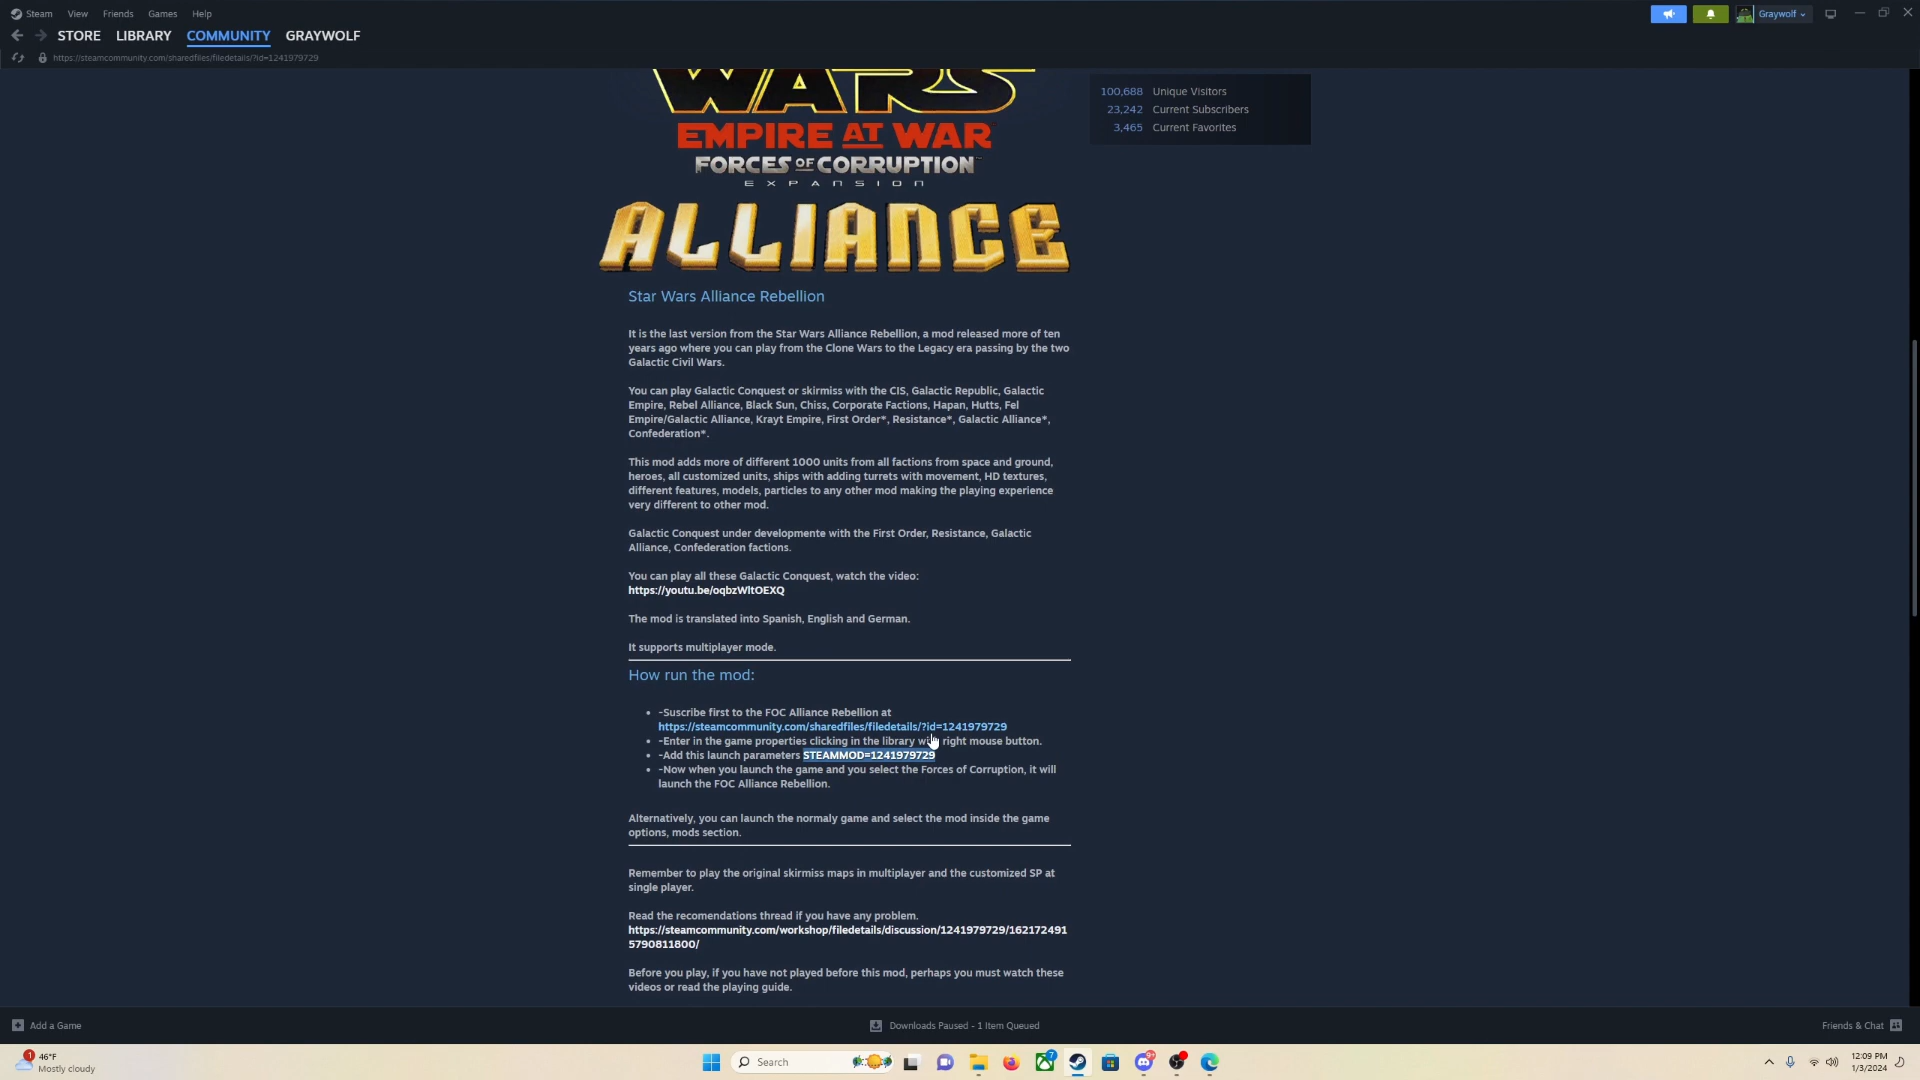 Steam View Friends Games Help
Graywolf
STORE LIBRARY COMMUNITY GRAYWOLF
https://steamcommunity.com/sharedfiles/filedetails/?id=1241979729
WARS
EMPIRE AT WAR
FORCES OF CORRUPTION
EXPANSION
ALLIANCE
100,688 Unique Visitors
23,242 Current Subscribers
3,465 Current Favorites
Star Wars Alliance Rebellion
It is the last version from the Star Wars Alliance Rebellion, a mod released more of ten
years ago where you can play from the Clone Wars to the Legacy era passing by the two
Galactic Civil Wars.
You can play Galactic Conquest or skirmiss with the CIS, Galactic Republic, Galactic
Empire, Rebel Alliance, Black Sun, Chiss, Corporate Factions, Hapan, Hutts, Fel
Empire/Galactic Alliance, Krayt Empire, First Order*, Resistance*, Galactic Alliance*,
Confederation*.
This mod adds more of different 1000 units from all factions from space and ground,
heroes, all customized units, ships with adding turrets with movement, HD textures,
different features, models, particles to any other mod making the playing experience
very different to other mod.
Galactic Conquest under developmente with the First Order, Resistance, Galactic
Alliance, Confederation factions.
You can play all these Galactic Conquest, watch the video:
https://youtu.be/oqbzWltOEXQ
The mod is translated into Spanish, English and German.
It supports multiplayer mode.
How run the mod:
-Suscribe first to the FOC Alliance Rebellion at
https://steamcommunity.com/sharedfiles/filedetails/?id=1241979729
-Enter in the game properties clicking in the library right mouse button.
-Add this launch parameters STEAMMOD=1241979729
-Now when you launch the game and you select the Forces of Corruption, it will
launch the FOC Alliance Rebellion.
Alternatively, you can launch the normaly game and select the mod inside the game
options, mods section.
Remember to play the original skirmiss maps in multiplayer and the customized SP at
single player.
Read the recomendations thread if you have any problem.
https://steamcommunity.com/workshop/filedetails/discussion/1241979729/162172491
5790811800/
Before you play, if you have not played before this mod, perhaps you must watch these
videos or read the playing guide.
Add a Game
Downloads Paused - 1 Item Queued
Friends & Chat
1
46°F
Mostly cloudy
Search
7
9+
12:09 PM
1/3/2024